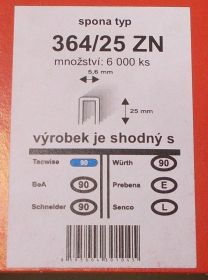 spona typ
364/25 ZN
množství: 6 000 ks
5,6 mm
25 mm
výrobek je shodný s
Tacwise 90 Würth 90
BeA 90 Prebena E
Schneider 90 Senco L